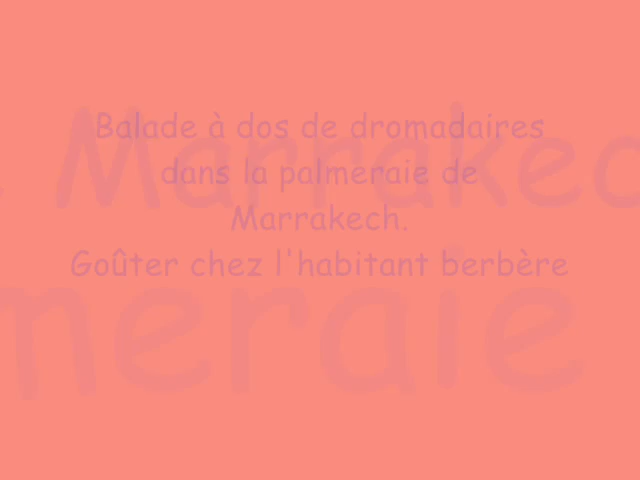 Balade à dos de dromadaires
dans la palmeraie de
Marrakech.
Goûter chez l'habitant berbère